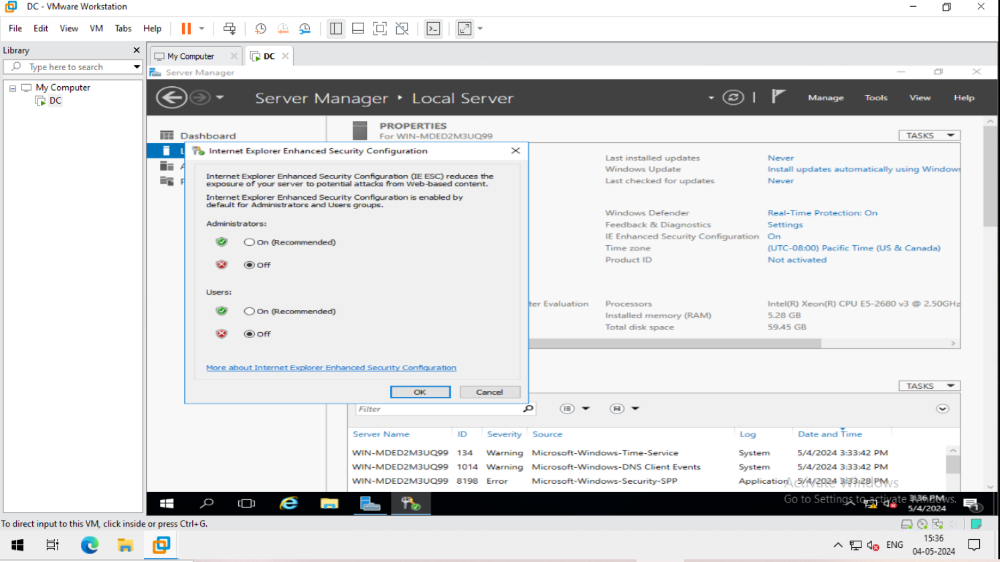 DC - VMware Workstation
File Edit View VM Tabs Help
Library
Type here to search
My Computer
DC
My Computer
DC
Server Manager
Server Manager ‣ Local Server
Manage Tools View Help
Dashboard
L
A
F
PROPERTIES
For WIN-MDED2M3UQ99
TASKS
Internet Explorer Enhanced Security Configuration
Internet Explorer Enhanced Security Configuration (IE ESC) reduces the
exposure of your server to potential attacks from Web-based content.
Internet Explorer Enhanced Security Configuration is enabled by
default for Administrators and Users groups.
Administrators:
On (Recommended)
Off
Users:
On (Recommended)
Off
More about Internet Explorer Enhanced Security Configuration
OK
Cancel
Last installed updates Never
Windows Update Install updates automatically using Windows
Last checked for updates Never
Windows Defender Real-Time Protection: On
Feedback & Diagnostics Settings
IE Enhanced Security Configuration On
Time zone (UTC-08:00) Pacific Time (US & Canada)
Product ID Not activated
ter Evaluation Processors Intel(R) Xeon(R) CPU E5-2680 v3 @ 2.50GHz
Installed memory (RAM) 5.28 GB
Total disk space 59.45 GB
TASKS
Filter
Server Name ID Severity Source Log Date and Time
WIN-MDED2M3UQ99 134 Warning Microsoft-Windows-Time-Service System 5/4/2024 3:33:42 PM
WIN-MDED2M3UQ99 1014 Warning Microsoft-Windows-DNS Client Events System 5/4/2024 3:33:42 PM
WIN-MDED2M3UQ99 8198 Error Microsoft-Windows-Security-SPP Application 5/4/2024 3:33:28 PM
Activate Windows
Go to Settings to activate Windows.
3:36 PM
5/4/2024
1
To direct input to this VM, click inside or press Ctrl+G.
ENG
15:36
04-05-2024